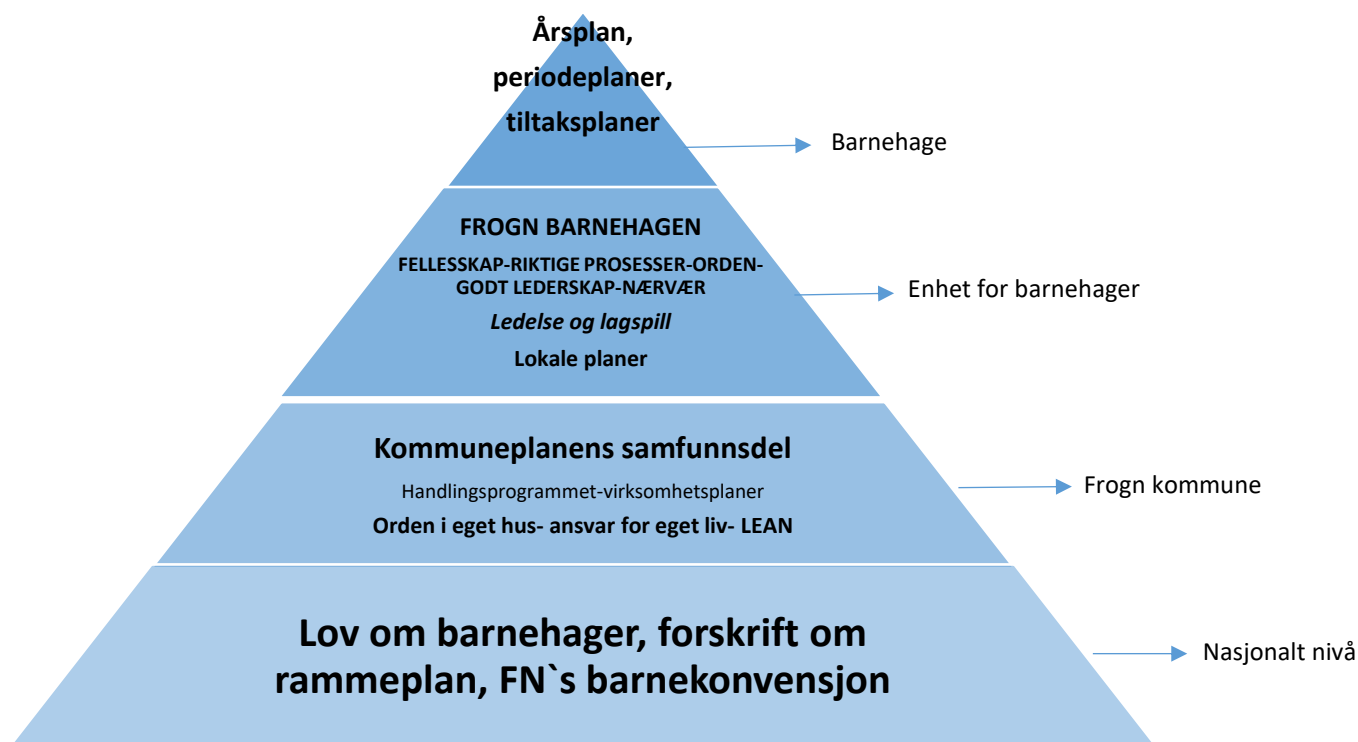 Årsplan,
periodeplaner,
tiltaksplaner
Barnehage
FROGN BARNEHAGEN
FELLESSKAP-RIKTIGE PROSESSER-ORDEN-
GODT LEDERSKAP-NÆRVÆR
Ledelse og lagspill
Lokale planer
Enhet for barnehager
Kommuneplanens samfunnsdel
Handlingsprogrammet-virksomhetsplaner
Orden i eget hus- ansvar for eget liv- LEAN
Frogn kommune
Lov om barnehager, forskrift om
rammeplan, FN`s barnekonvensjon
Nasjonalt nivå